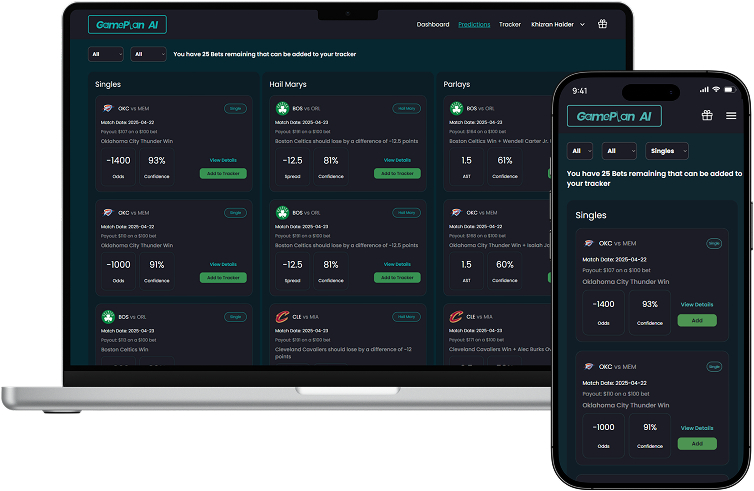 GamePlan AI
Dashboard
Predictions
Tracker
Khizran Haider
All
All
You have 25 Bets remaining that can be added to your tracker
Singles
OKC vs MEM
Single
Match Date: 2025-04-22
Payout: $107 on a $100 bet
Oklahoma City Thunder Win
-1400
Odds
93%
Confidence
View Details
Add to Tracker
OKC vs MEM
Single
Match Date: 2025-04-22
Payout: $110 on a $100 bet
Oklahoma City Thunder Win
-1000
Odds
91%
Confidence
View Details
Add to Tracker
BOS vs ORL
Single
Match Date: 2025-04-23
Boston Celtics Win
Hail Marys
BOS vs ORL
Hail Mary
Match Date: 2025-04-23
Payout: $191 on a $100 bet
Boston Celtics should lose by a difference of -12.5 points
-12.5
Spread
81%
Confidence
View Details
Add to Tracker
BOS vs ORL
Hail Mary
Match Date: 2025-04-23
Payout: $191 on a $100 bet
Boston Celtics should lose by a difference of -12.5 points
-12.5
Spread
81%
Confidence
View Details
Add to Tracker
CLE vs MIA
Hail Mary
Match Date: 2025-04-23
Payout: $191 on a $100 bet
Cleveland Cavaliers should lose by a difference of -12
points
Parlays
BOS vs ORL
Match Date: 2025-04-23
Payout: $164 on a $100 bet
Boston Celtics Win + Wendell Carter Jr.
1.5
AST
61%
Confidence
OKC vs MEM
Match Date: 2025-04-22
Payout: $166 on a $100 bet
Oklahoma City Thunder Win + Isaiah Jo
1.5
AST
60%
Confidence
CLE vs MIA
Match Date: 2025-04-23
Payout: $171 on a $100 bet
Cleveland Cavaliers Win + Alec Burks Ov
9:41
GamePlan AI
All
All
Singles
You have 25 Bets remaining that can be added to
your tracker
Singles
OKC vs MEM
Single
Match Date: 2025-04-22
Payout: $107 on a $100 bet
Oklahoma City Thunder Win
-1400
Odds
93%
Confidence
View Details
Add
OKC vs MEM
Single
Match Date: 2025-04-22
Payout: $110 on a $100 bet
Oklahoma City Thunder Win
-1000
Odds
91%
Confidence
View Details
Add